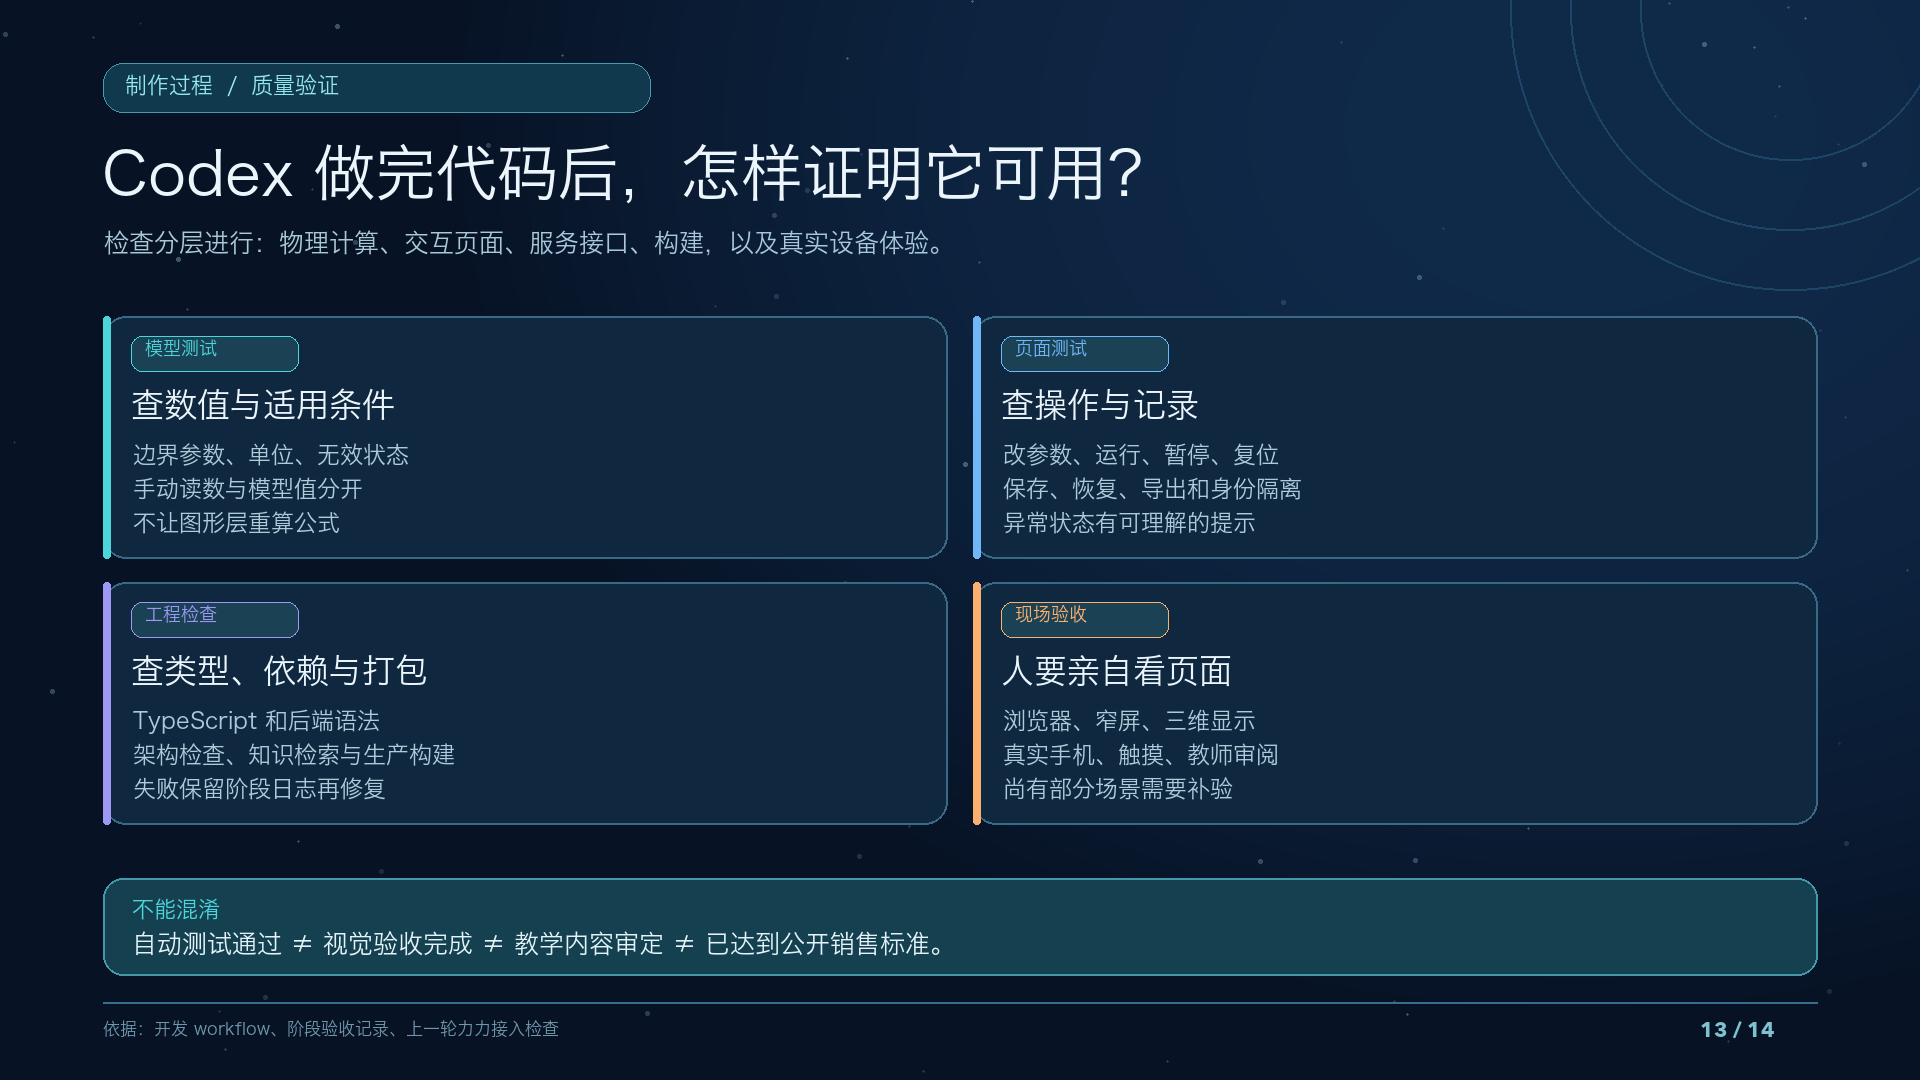 制作过程 / 质量验证
Codex 做完代码后，怎样证明它可用？
检查分层进行：物理计算、交互页面、服务接口、构建，以及真实设备体验。
模型测试
查数值与适用条件
边界参数、单位、无效状态
手动读数与模型值分开
不让图形层重算公式
页面测试
查操作与记录
改参数、运行、暂停、复位
保存、恢复、导出和身份隔离
异常状态有可理解的提示
工程检查
查类型、依赖与打包
TypeScript 和后端语法
架构检查、知识检索与生产构建
失败保留阶段日志再修复
现场验收
人要亲自看页面
浏览器、窄屏、三维显示
真实手机、触摸、教师审阅
尚有部分场景需要补验
不能混淆
自动测试通过 ≠ 视觉验收完成 ≠ 教学内容审定 ≠ 已达到公开销售标准。
依据：开发 workflow、阶段验收记录、上一轮力力接入检查
13 / 14